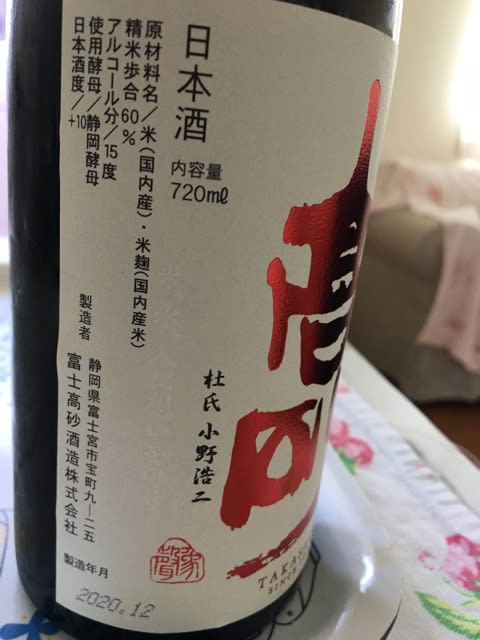 日本酒
内容量
720ml
原材料名/米(国内産)・米麹(国内産米)
精米歩合60%
アルコール分/15度
使用酵母/静岡酵母
日本酒度/+10
製造者
静岡県富士宮市宝町九—二五
富士高砂酒造株式会社
杜氏 小野浩二
製造年月
2020.12
TAKASA
SINC